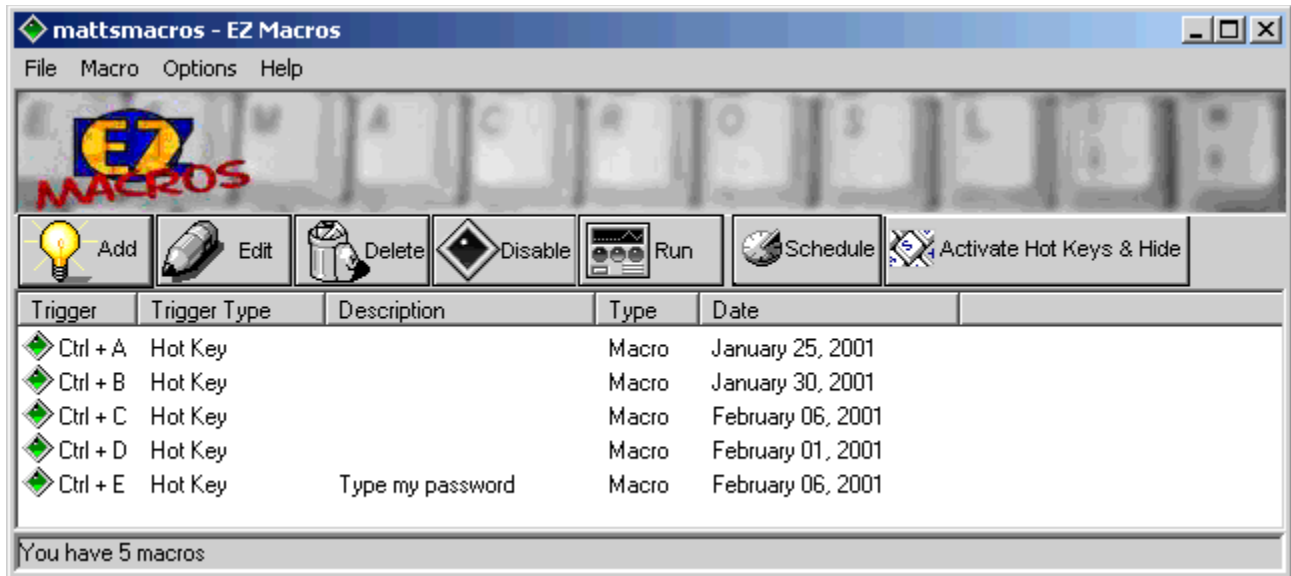 mattsmacros - EZ Macros
File Macro Options Help
M A C R O S L
EZ
MACROS
Add Edit Delete Disable Run Schedule Activate Hot Keys & Hide
Trigger Trigger Type Description Type Date
Ctrl + A Hot Key Macro January 25, 2001
Ctrl + B Hot Key Macro January 30, 2001
Ctrl + C Hot Key Macro February 06, 2001
Ctrl + D Hot Key Macro February 01, 2001
Ctrl + E Hot Key Type my password Macro February 06, 2001
You have 5 macros